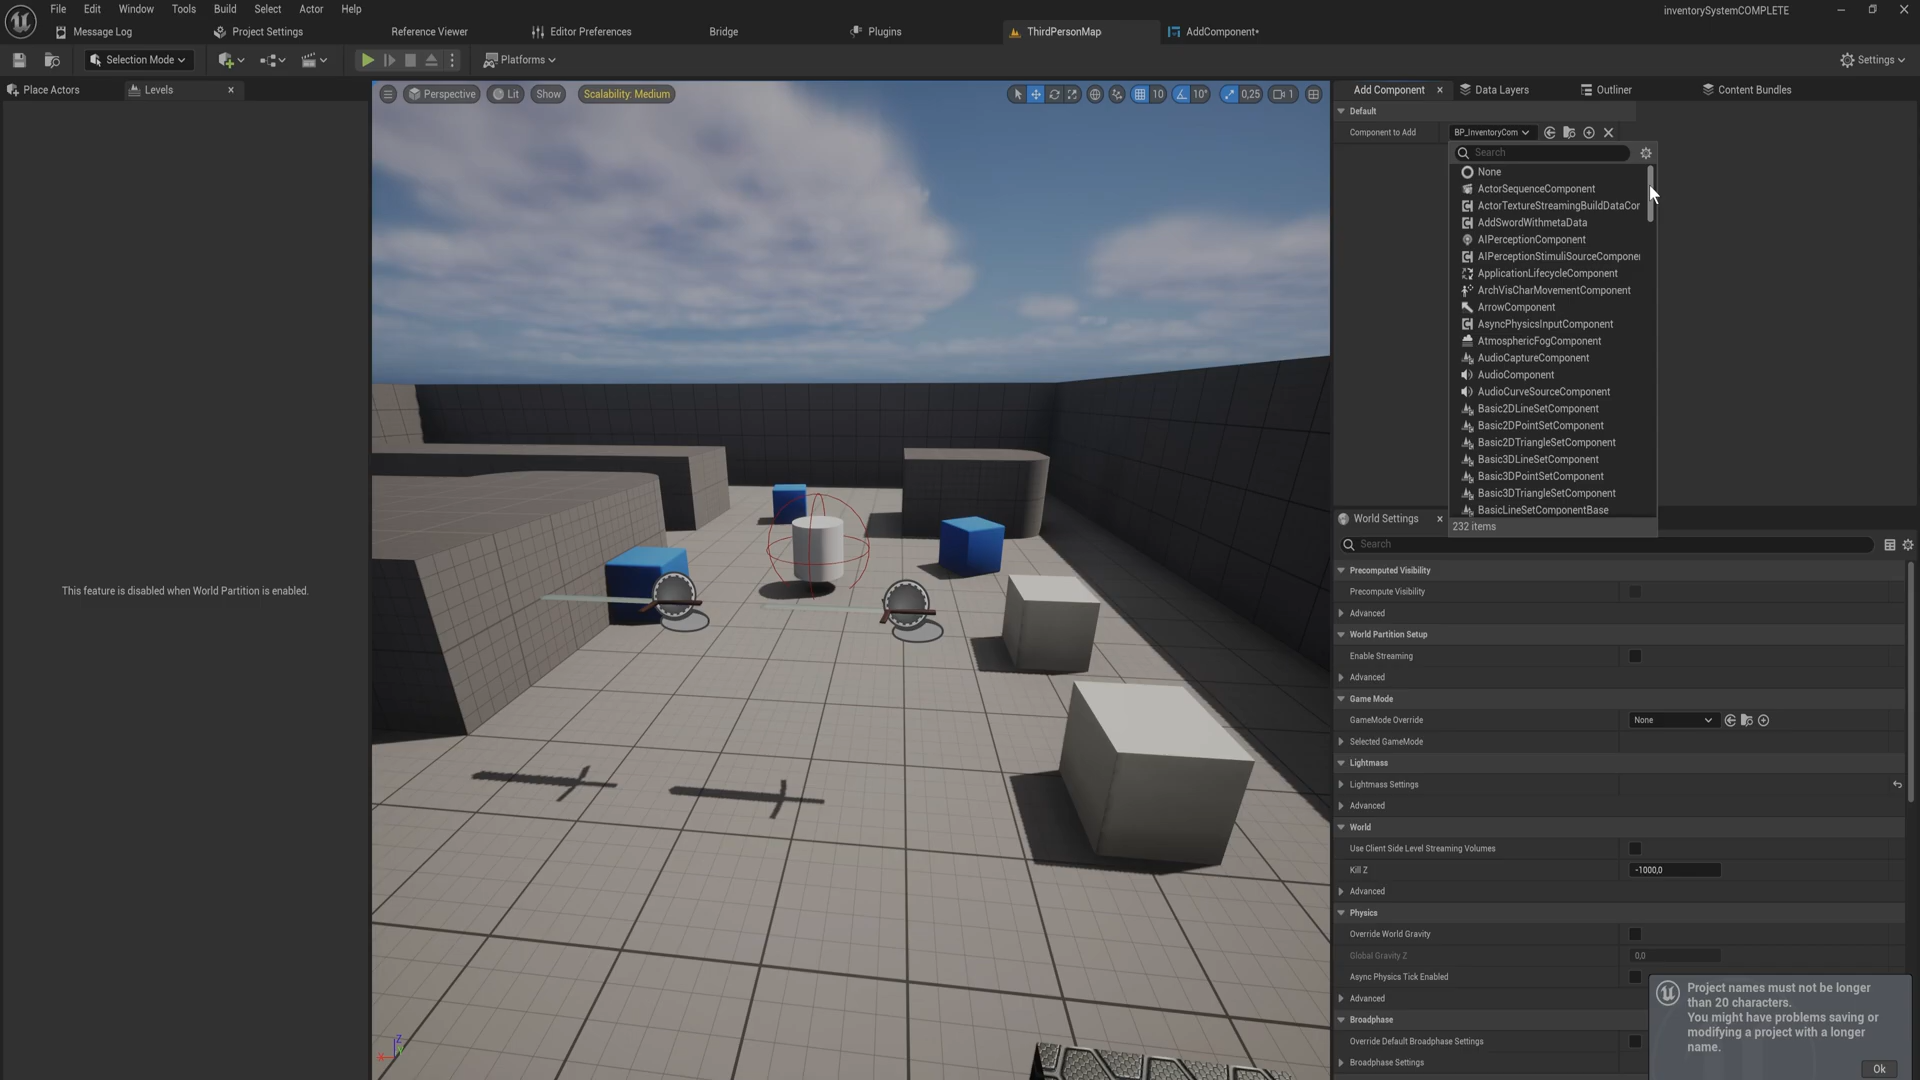 File Edit Window Tools Build Select Actor Help
inventorySystemCOMPLETE
Message Log Project Settings Reference Viewer Editor Preferences Bridge Plugins ThirdPersonMap AddComponent*
Selection Mode Platforms Settings
Place Actors Levels
Perspective Lit Show Scalability: Medium 10 10° 0,25 1
Add Component Data Layers Outliner Content Bundles
Default
Component to Add BP_InventoryCom
Search
None
ActorSequenceComponent
ActorTextureStreamingBuildDataCor
AddSwordWithmetaData
AIPerceptionComponent
AIPerceptionStimuliSourceComponer
ApplicationLifecycleComponent
ArchVisCharMovementComponent
ArrowComponent
AsyncPhysicsInputComponent
AtmosphericFogComponent
AudioCaptureComponent
AudioComponent
AudioCurveSourceComponent
Basic2DLineSetComponent
Basic2DPointSetComponent
Basic2DTriangleSetComponent
Basic3DLineSetComponent
Basic3DPointSetComponent
Basic3DTriangleSetComponent
BasicLineSetComponentBase
232 items
This feature is disabled when World Partition is enabled.
World Settings
Search
Precomputed Visibility
Precompute Visibility
Advanced
World Partition Setup
Enable Streaming
Advanced
Game Mode
GameMode Override None
Selected GameMode
Lightmass
Lightmass Settings
Advanced
World
Use Client Side Level Streaming Volumes
Kill Z -1000,0
Advanced
Physics
Override World Gravity
Global Gravity Z 0,0
Async Physics Tick Enabled
Advanced
Broadphase
Override Default Broadphase Settings
Broadphase Settings
Project names must not be longer
than 20 characters.
You might have problems saving or
modifying a project with a longer
name.
Ok
Z
X
Y